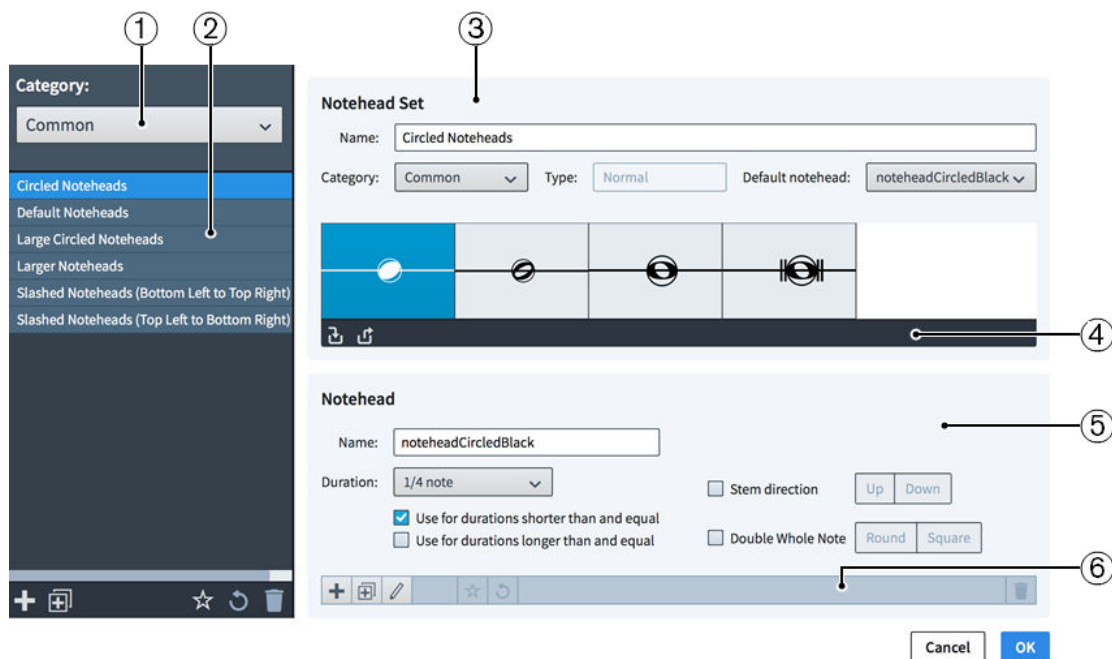 1 2 3
Category:
Common
Circled Noteheads
Default Noteheads
Large Circled Noteheads
Larger Noteheads
Slashed Noteheads (Bottom Left to Top Right)
Slashed Noteheads (Top Left to Bottom Right)
Notehead Set
Name: Circled Noteheads
Category: Common Type: Normal Default notehead: noteheadCircledBlack
4
Notehead
5
Name: noteheadCircledBlack
Duration: 1/4 note
Stem direction Up Down
Use for durations shorter than and equal
Use for durations longer than and equal
Double Whole Note Round Square
6
Cancel OK